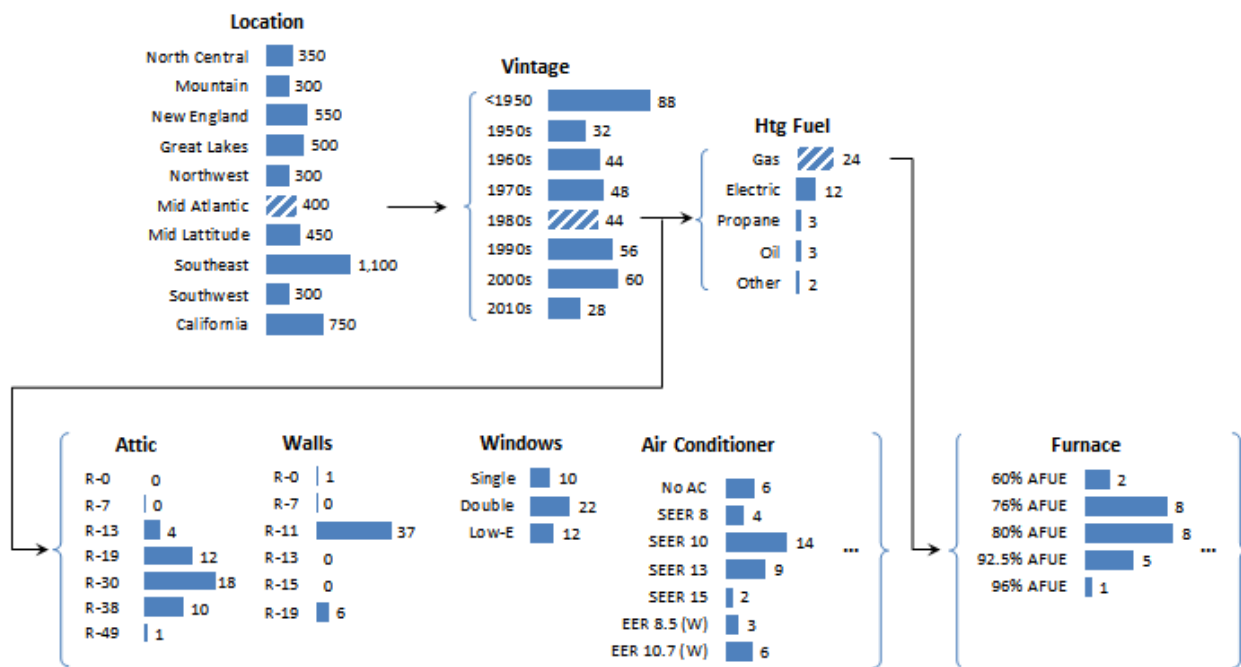 Location
North Central 350
Mountain 300
New England 550
Great Lakes 500
Northwest 300
Mid Atlantic 400
Mid Lattitude 450
Southeast 1,100
Southwest 300
California 750
Vintage
<1950 88
1950s 32
1960s 44
1970s 48
1980s 44
1990s 56
2000s 60
2010s 28
Htg Fuel
Gas 24
Electric 12
Propane 3
Oil 3
Other 2
Attic
R-0 0
R-7 0
R-13 4
R-19 12
R-30 18
R-38 10
R-49 1
Walls
R-0 1
R-7 0
R-11 37
R-13 0
R-15 0
R-19 6
Windows
Single 10
Double 22
Low-E 12
Air Conditioner
No AC 6
SEER 8 4
SEER 10 14
SEER 13 9
SEER 15 2
EER 8.5 (W) 3
EER 10.7 (W) 6
...
Furnace
60% AFUE 2
76% AFUE 8
80% AFUE 8
92.5% AFUE 5
96% AFUE 1
...